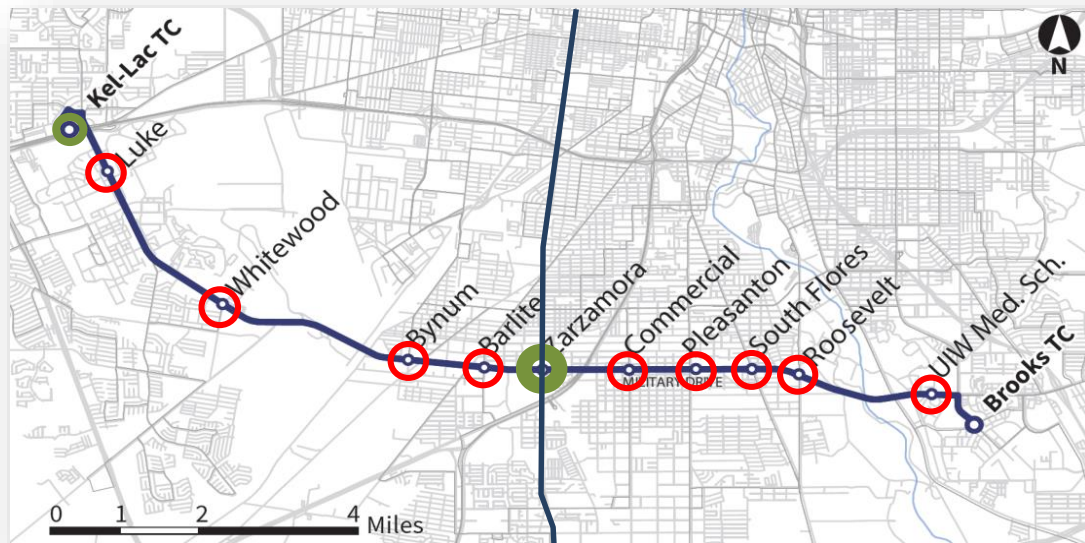 Kel-Lac TC
Luke
Whitewood
Bynum
Barlite
Zarzamora
Commercial
Pleasanton
South Flores
Roosevelt
UIW Med. Sch.
Brooks TC
MILITARY DRIVE
N
0 1 2 4 Miles